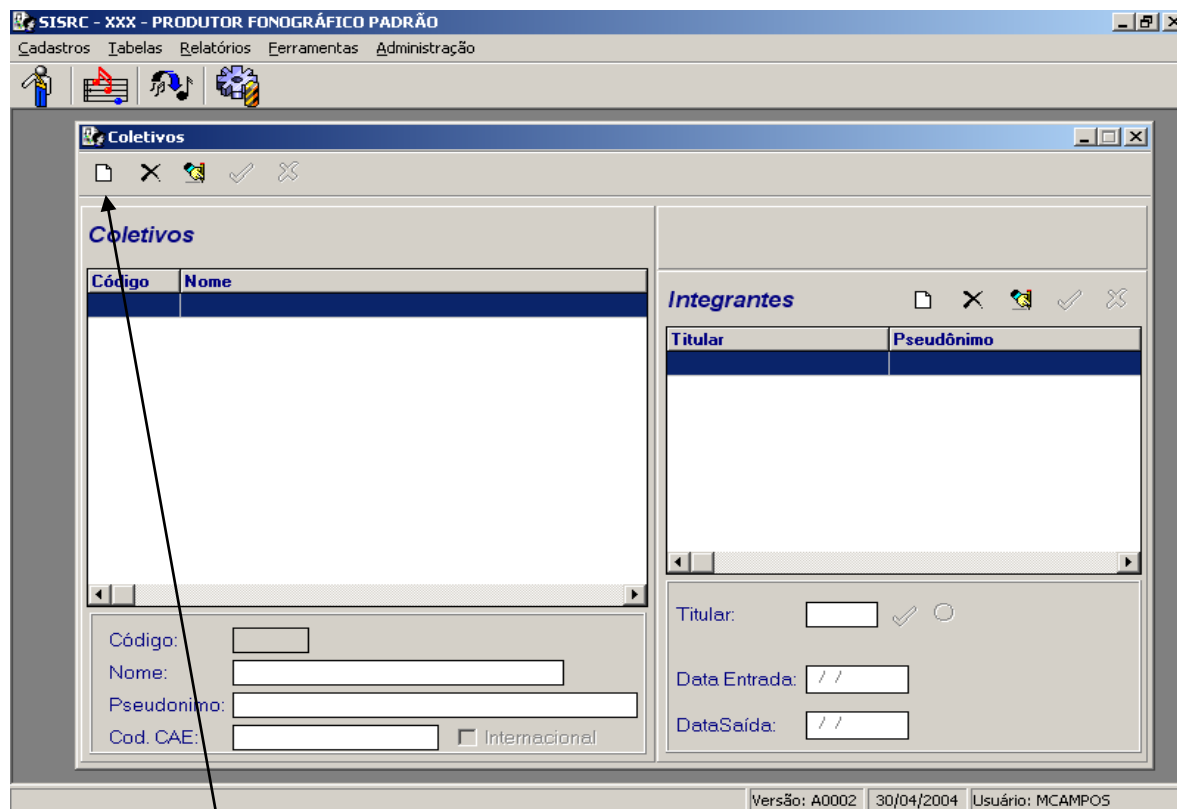 SISRC - XXX - PRODUTOR FONOGRÁFICO PADRÃO
Cadastros Tabelas Relatórios Ferramentas Administração
Coletivos
Coletivos
Código Nome
Integrantes
Titular Pseudônimo
Código:
Nome:
Pseudonimo:
Cod. CAE: Internacional
Titular:
Data Entrada: / /
DataSaída: / /
Versão: A0002 30/04/2004 Usuário: MCAMPOS